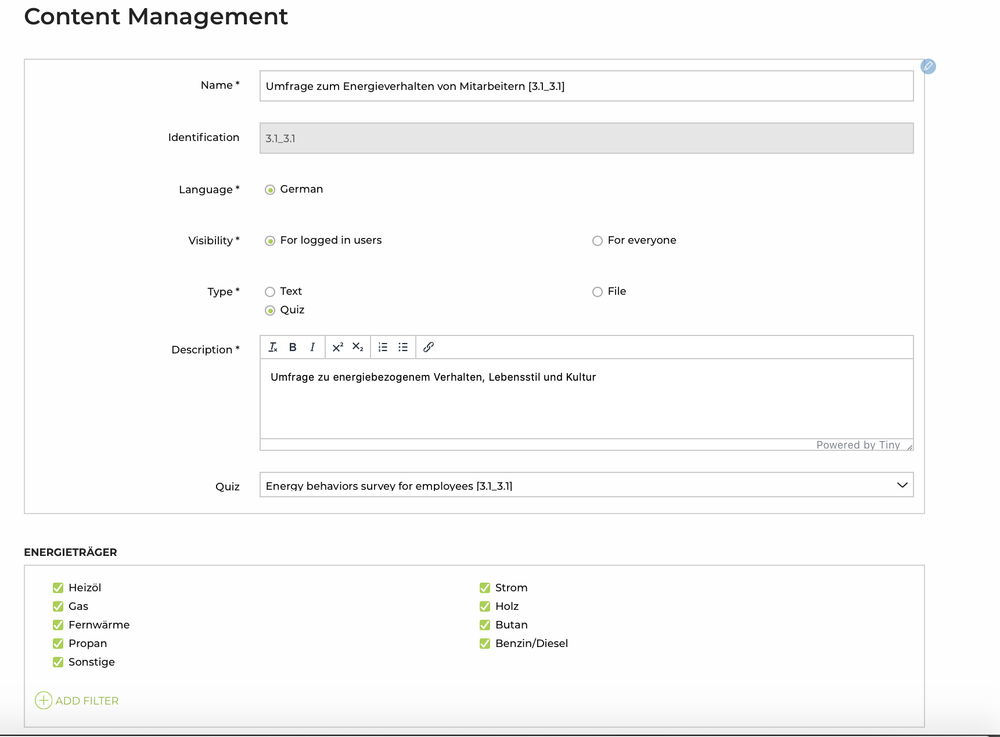 Content Management
Name *
Umfrage zum Energieverhalten von Mitarbeitern [3.1_3.1]
Identification
3.1_3.1
Language *
German
Visibility *
For logged in users
For everyone
Type *
Text
File
Quiz
Description *
Umfrage zu energiebezogenem Verhalten, Lebensstil und Kultur
Powered by Tiny
Quiz
Energy behaviors survey for employees [3.1_3.1]
ENERGIETRÄGER
Heizöl
Strom
Gas
Holz
Fernwärme
Butan
Propan
Benzin/Diesel
Sonstige
ADD FILTER